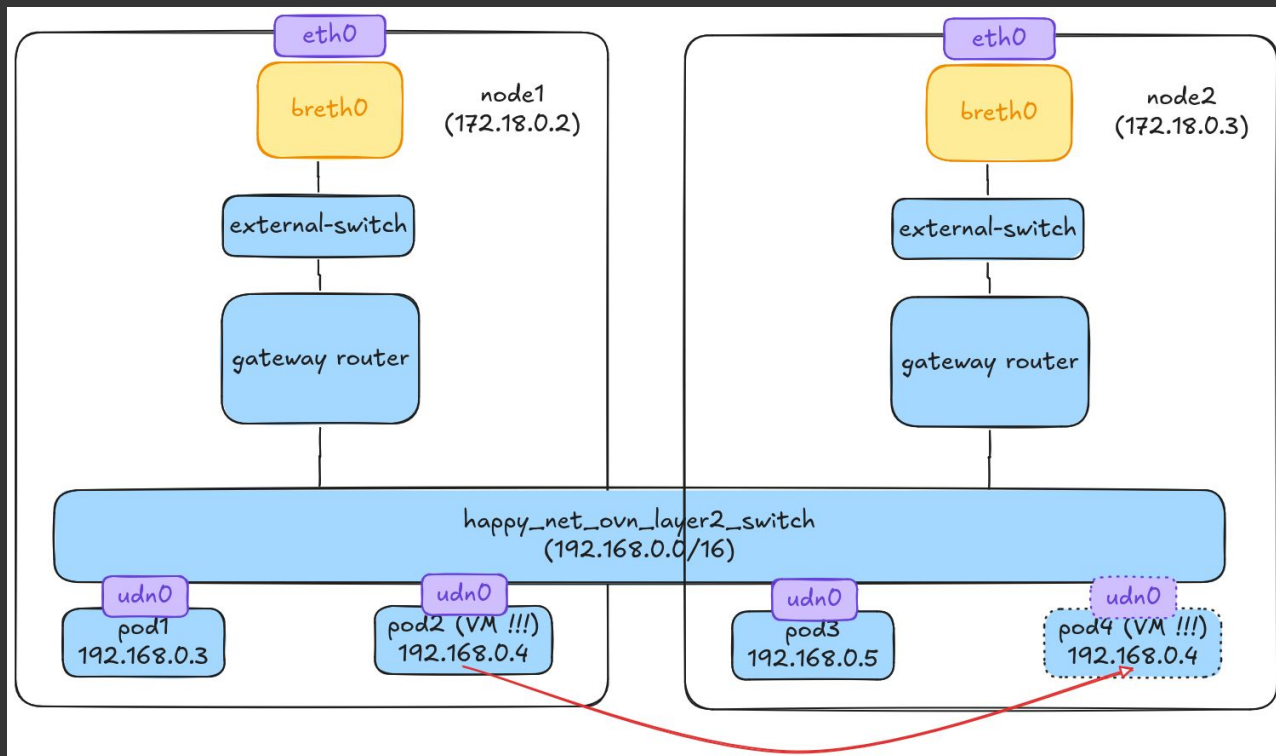 eth0
breth0
node1
(172.18.0.2)
external-switch
gateway router
eth0
breth0
node2
(172.18.0.3)
external-switch
gateway router
happy_net_ovn_layer2_switch
(192.168.0.0/16)
udn0
pod1
192.168.0.3
udn0
pod2 (VM !!!)
192.168.0.4
udn0
pod3
192.168.0.5
udn0
pod4 (VM !!!)
192.168.0.4